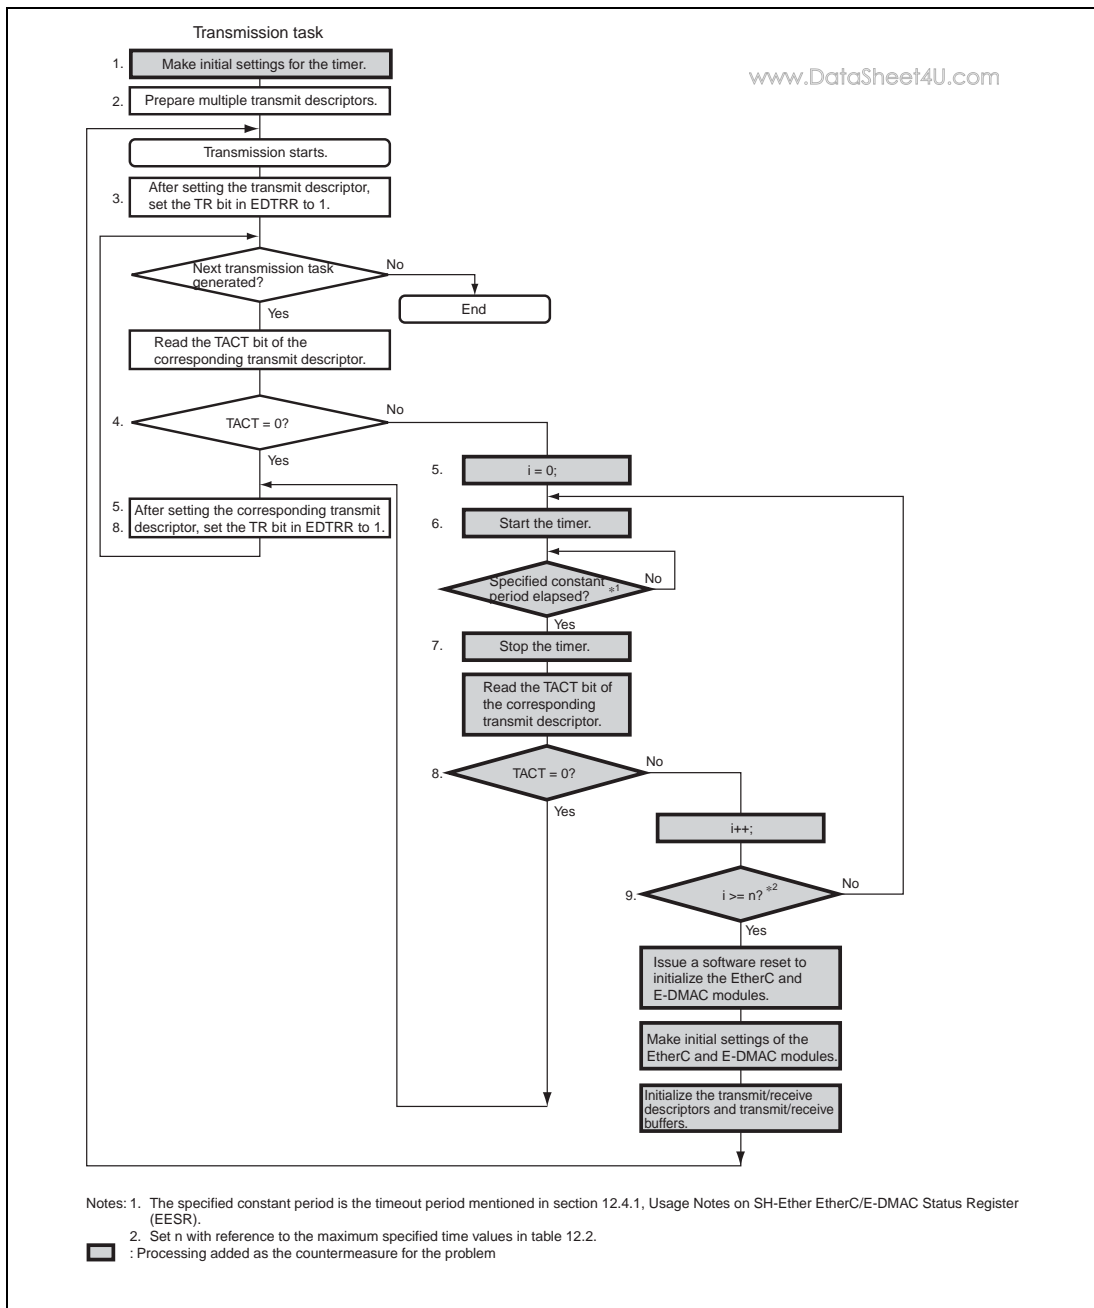 Transmission task
www.DataSheet4U.com
1. Make initial settings for the timer.
2. Prepare multiple transmit descriptors.
Transmission starts.
3. After setting the transmit descriptor,
set the TR bit in EDTRR to 1.
Next transmission task
generated?
No
End
Yes
Read the TACT bit of the
corresponding transmit descriptor.
4. TACT = 0?
No
Yes
5. i = 0;
5. After setting the corresponding transmit
8. descriptor, set the TR bit in EDTRR to 1.
6. Start the timer.
Specified constant
period elapsed? *1
No
Yes
7. Stop the timer.
Read the TACT bit of
the corresponding
transmit descriptor.
8. TACT = 0?
No
Yes
i++;
9. i >= n? *2
No
Yes
Issue a software reset to
initialize the EtherC and
E-DMAC modules.
Make initial settings of the
EtherC and E-DMAC modules.
Initialize the transmit/receive
descriptors and transmit/receive
buffers.
Notes: 1. The specified constant period is the timeout period mentioned in section 12.4.1, Usage Notes on SH-Ether EtherC/E-DMAC Status Register
(EESR).
2. Set n with reference to the maximum specified time values in table 12.2.
: Processing added as the countermeasure for the problem